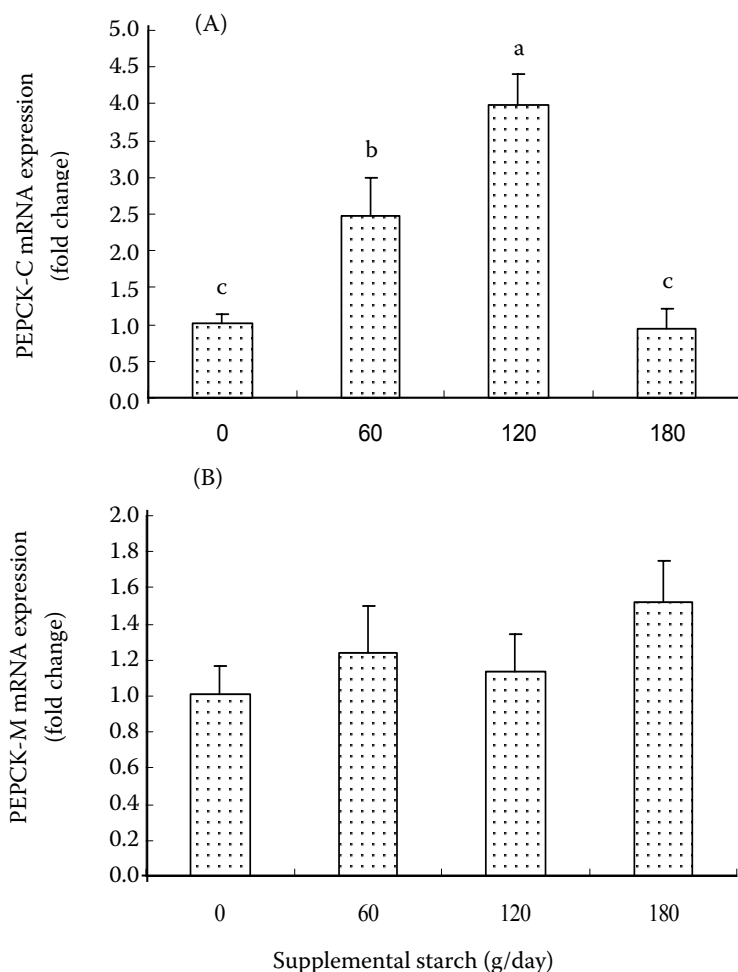 (A)
PEPCK-C mRNA expression
(fold change)
5.0
4.5
4.0
3.5
3.0
2.5
2.0
1.5
1.0
0.5
0.0
c
b
a
c
0 60 120 180
(B)
PEPCK-M mRNA expression
(fold change)
2.0
1.8
1.6
1.4
1.2
1.0
0.8
0.6
0.4
0.2
0.0
0 60 120 180
Supplemental starch (g/day)